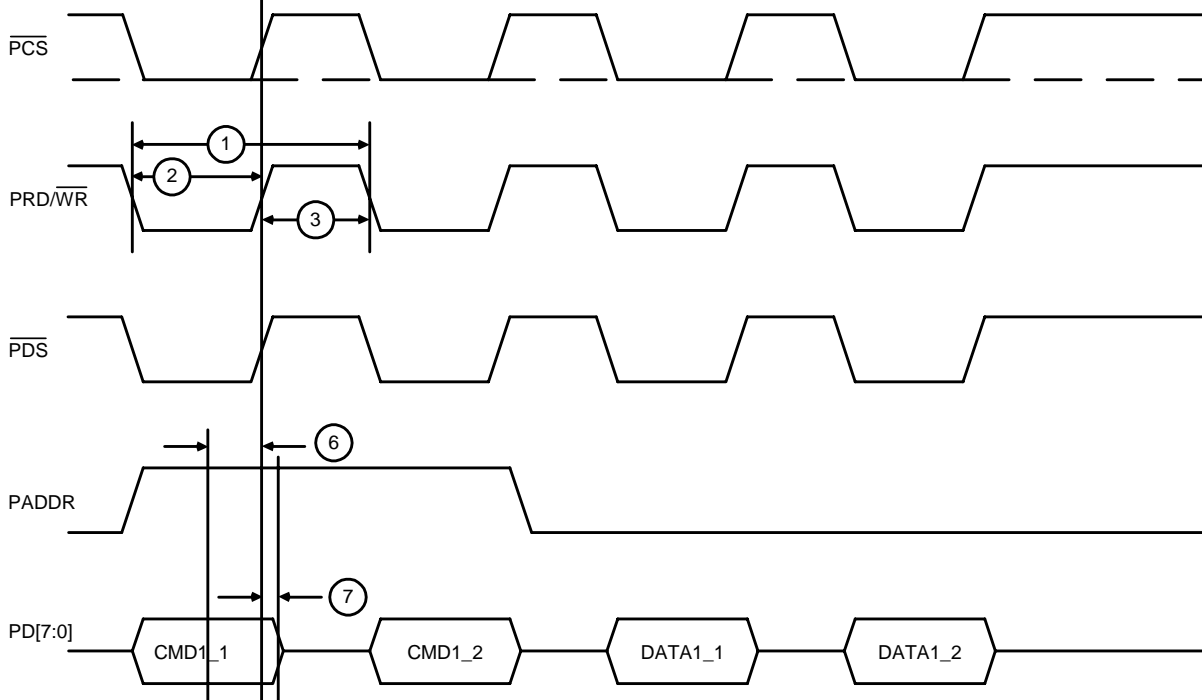 PCS
1
2
PRD/WR
3
PDS
6
PADDR
7
PD[7:0]
CMD1_1
CMD1_2
DATA1_1
DATA1_2